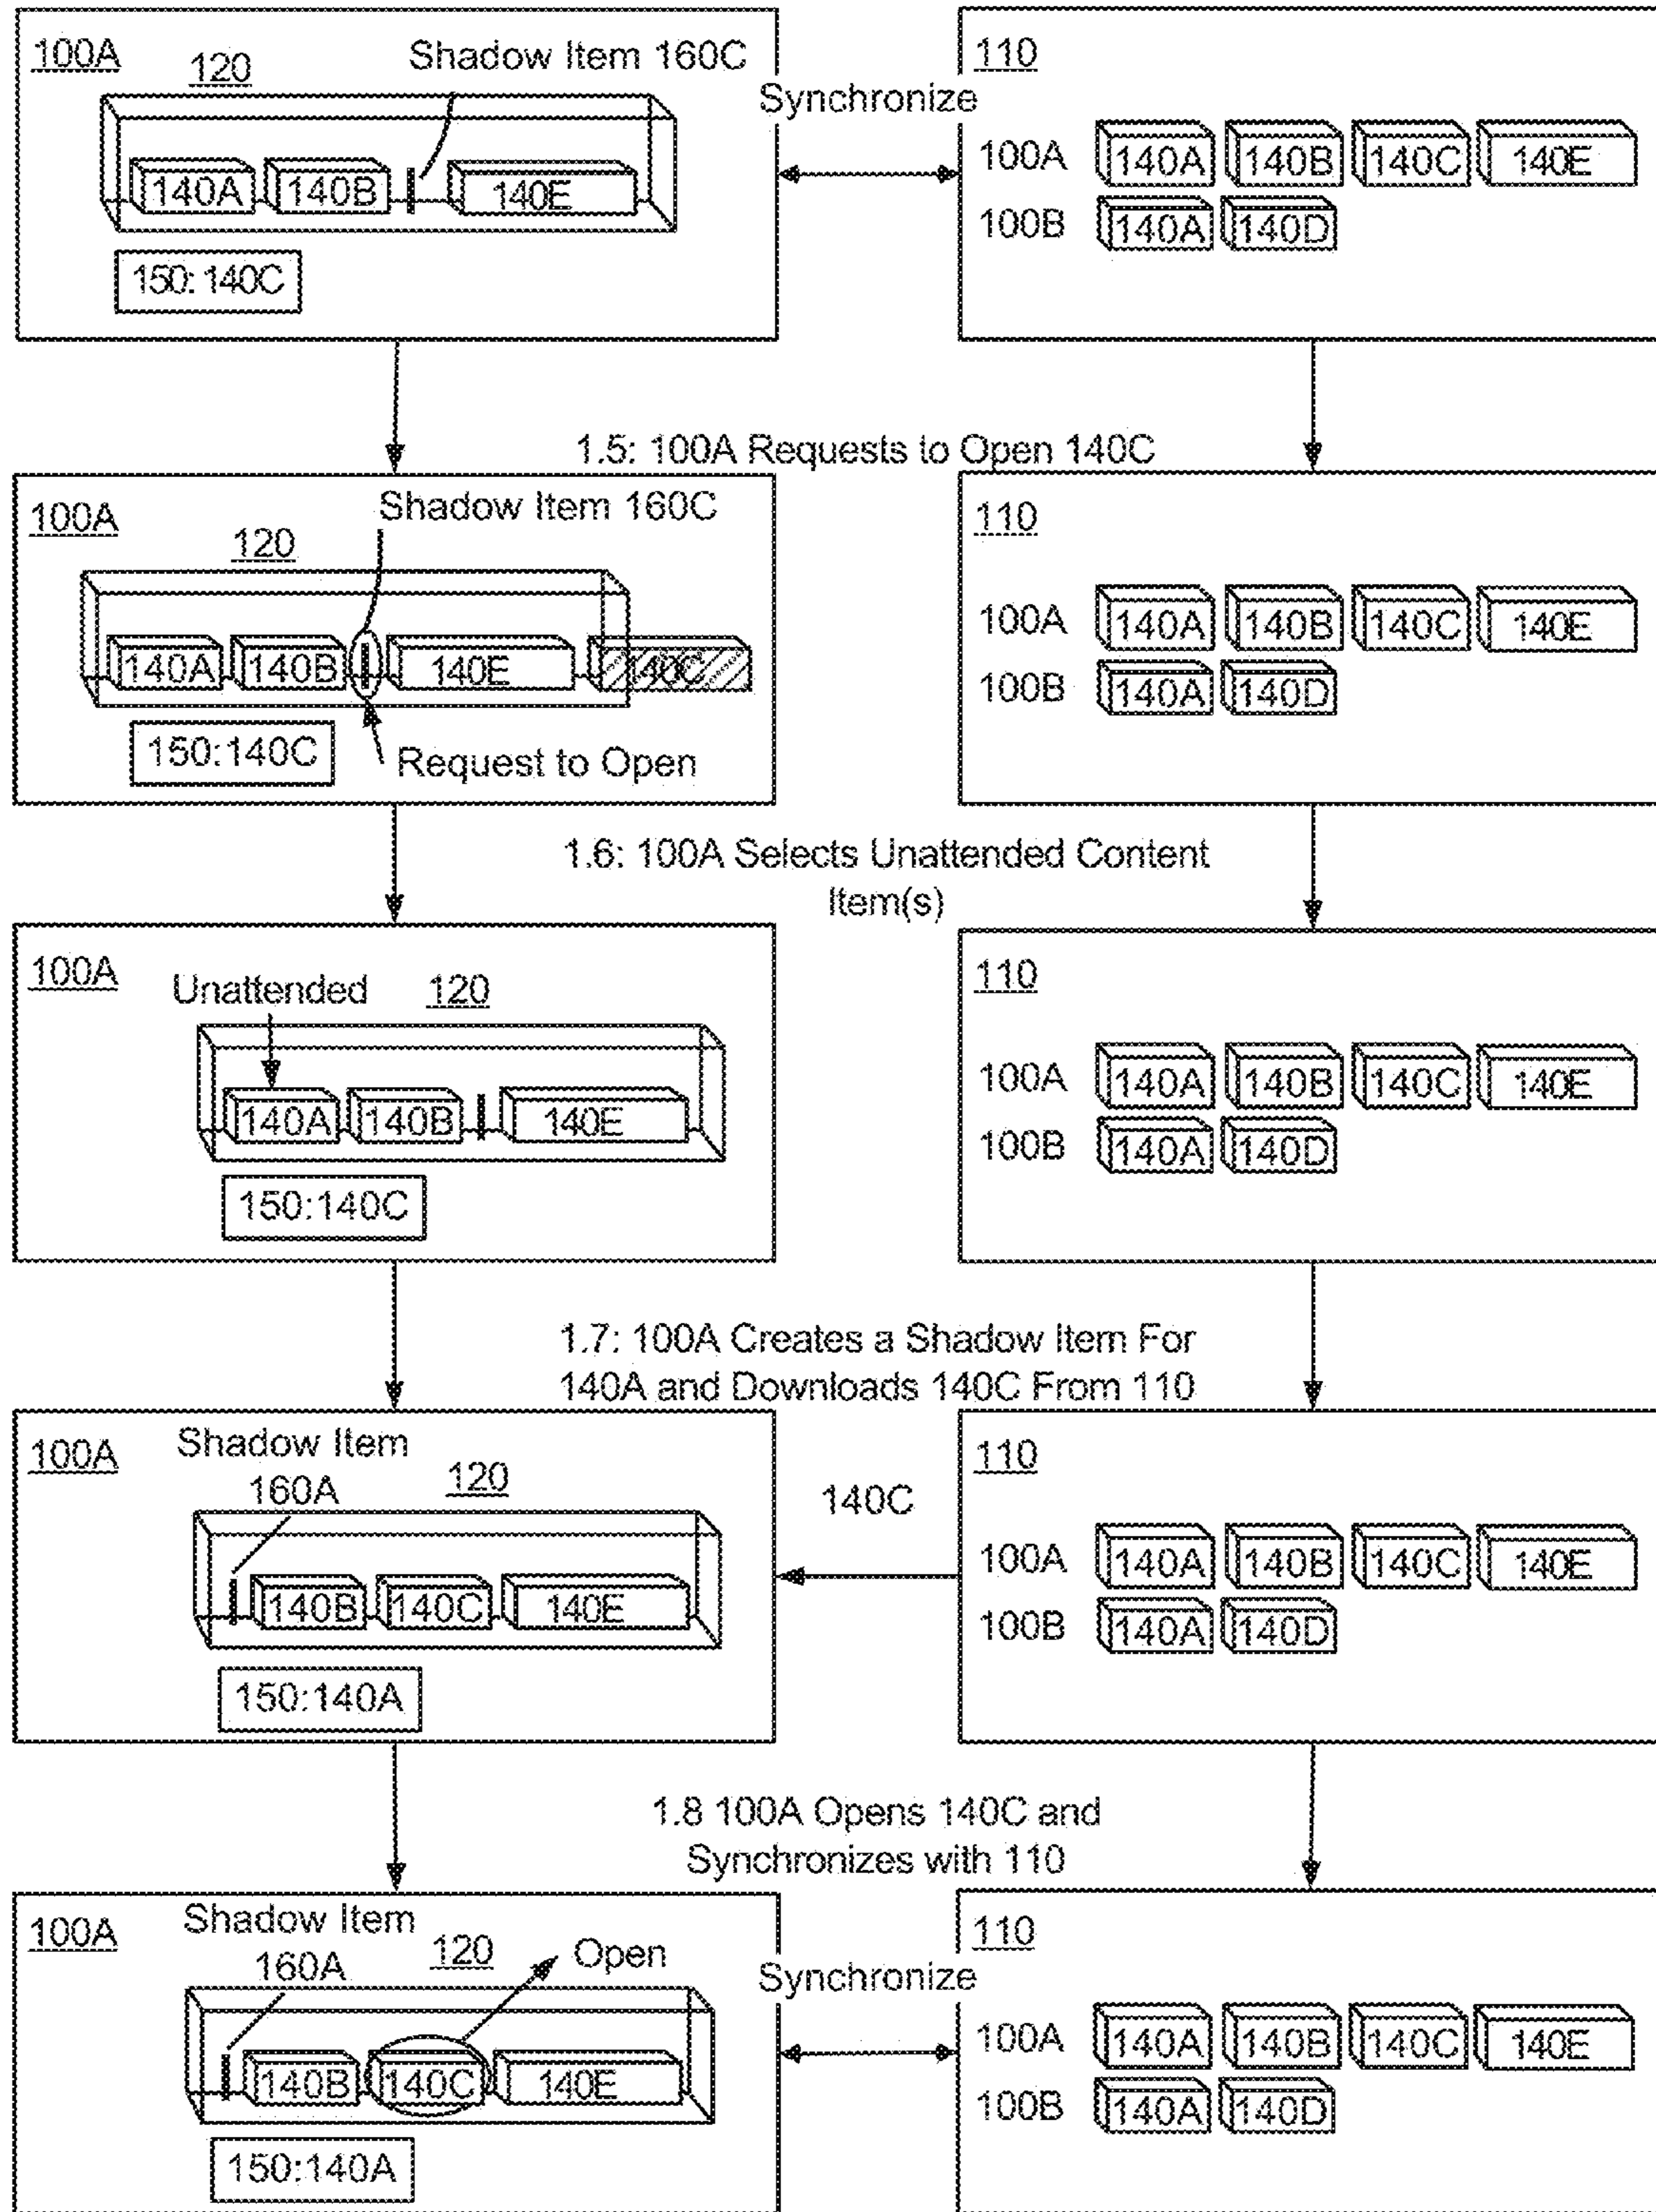 100A
120
Shadow Item 160C
140A 140B 140E
150:140C
Synchronize
110
100A 140A 140B 140C 140E
100B 140A 140D
1.5: 100A Requests to Open 140C
100A
Shadow Item 160C
120
140A 140B 140E 140C
150:140C
Request to Open
110
100A 140A 140B 140C 140E
100B 140A 140D
1.6: 100A Selects Unattended Content
Item(s)
100A
Unattended
120
140A 140B 140E
150:140C
110
100A 140A 140B 140C 140E
100B 140A 140D
1.7: 100A Creates a Shadow Item For
140A and Downloads 140C From 110
100A
Shadow Item
160A
120
140B 140C 140E
150:140A
140C
110
100A 140A 140B 140C 140E
100B 140A 140D
1.8 100A Opens 140C and
Synchronizes with 110
100A
Shadow Item
160A
120
Open
140B 140C 140E
150:140A
Synchronize
110
100A 140A 140B 140C 140E
100B 140A 140D